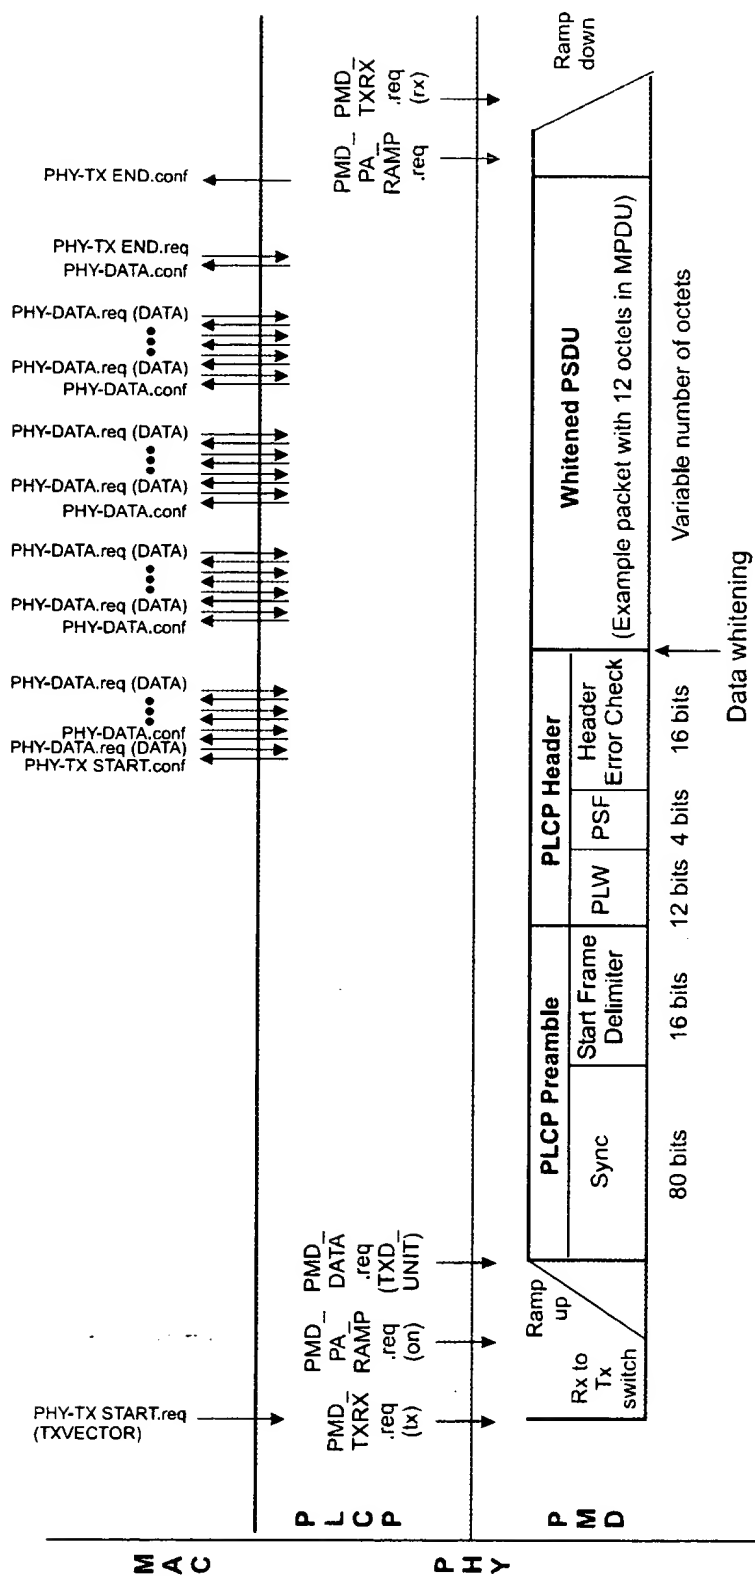 M
A
C
PHY-TX START.req
(TXVECTOR)
PHY-TX START.conf
PHY-DATA.req (DATA)
PHY-DATA.conf
PHY-DATA.req (DATA)
PHY-DATA.conf
PHY-DATA.req (DATA)
PHY-DATA.req (DATA)
PHY-DATA.conf
PHY-DATA.req (DATA)
PHY-DATA.req (DATA)
PHY-DATA.conf
PHY-DATA.req (DATA)
PHY-DATA.req (DATA)
PHY-DATA.conf
PHY-TX END.req
PHY-TX END.conf
P
H
Y
P
L
C
P
PMD_
TXRX
.req
(tx)
PMD_
PA_
RAMP
.req
(on)
PMD_
DATA
.req
(TXD_
UNIT)
PMD_
PA_
RAMP
.req
PMD_
TXRX
.req
(rx)
P
M
D
Rx to
Tx
switch
Ramp
up
PLCP Preamble
Sync
Start Frame
Delimiter
PLCP Header
PLW
PSF
Header
Error Check
Whitened PSDU
(Example packet with 12 octets in MPDU)
Ramp
down
80 bits
16 bits
12 bits
4 bits
16 bits
Variable number of octets
Data whitening